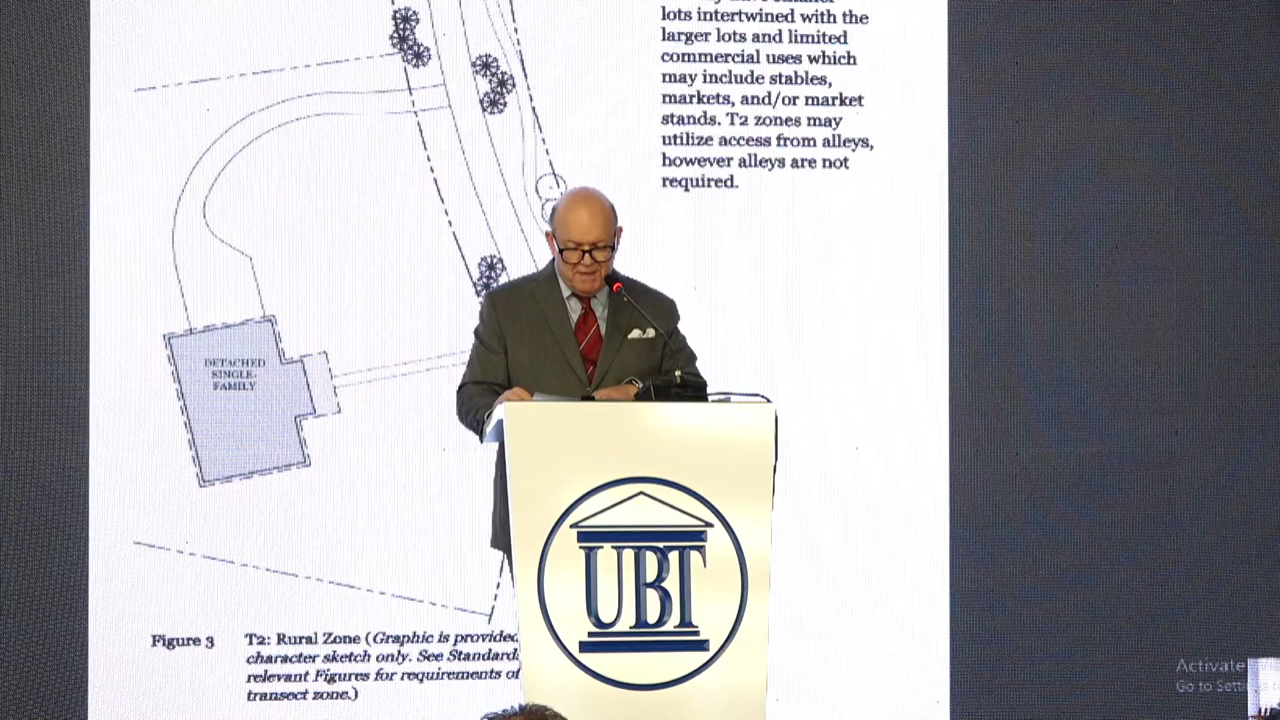 lots intertwined with the
larger lots and limited
commercial uses which
may include stables,
markets, and/or market
stands. T2 zones may
utilize access from alleys,
however alleys are not
required.
DETACHED
SINGLE-
FAMILY
UBT
Figure 3
T2: Rural Zone (Graphic is provided
character sketch only. See Standard
relevant Figures for requirements of
transect zone.)
Activate
Go to